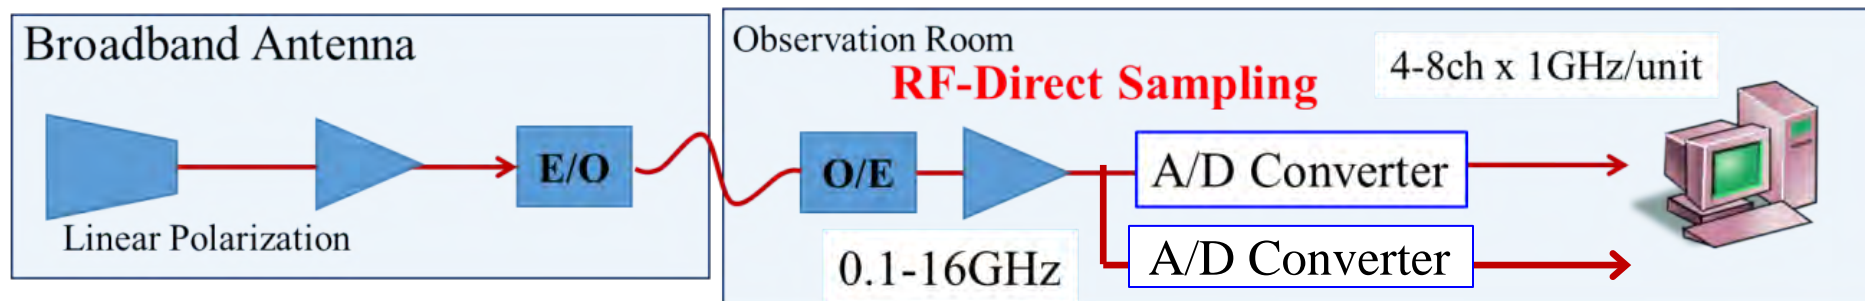 Broadband Antenna
Linear Polarization
E/O
Observation Room
RF-Direct Sampling
4-8ch x 1GHz/unit
O/E
A/D Converter
0.1-16GHz
A/D Converter